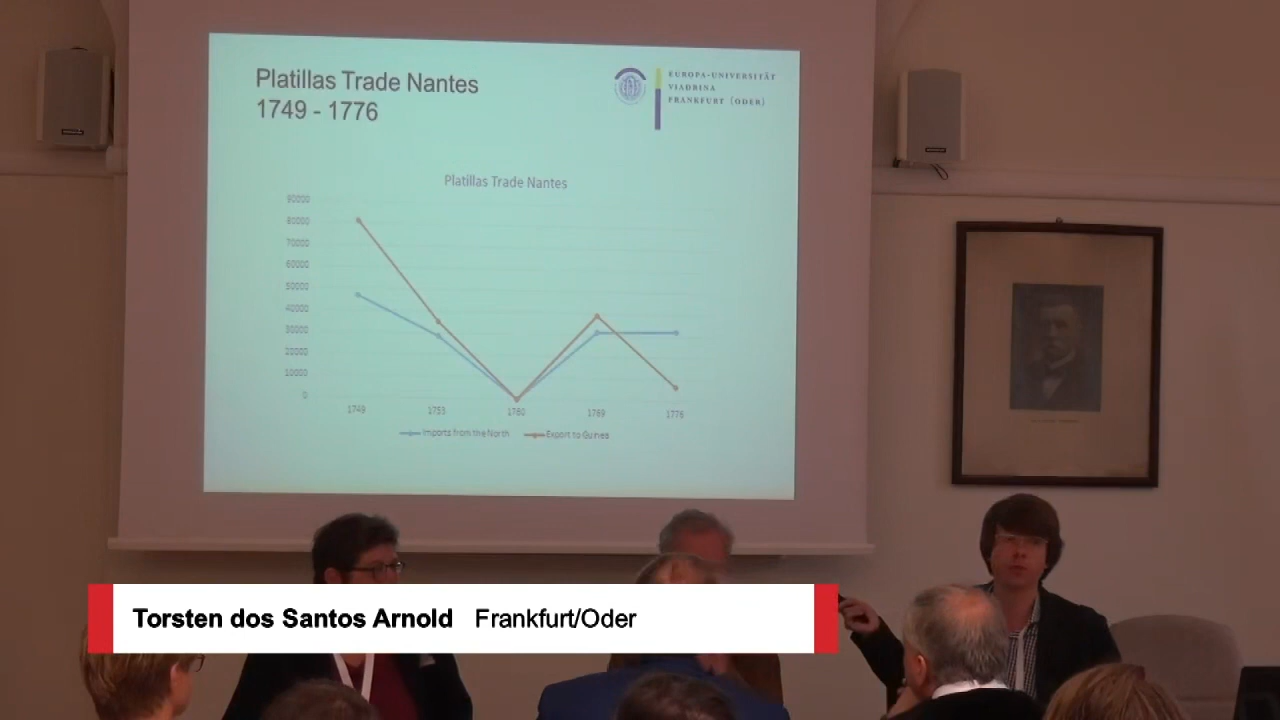 Platillas Trade Nantes
1749 - 1776
EUROPA-UNIVERSITÄT
VIADRINA
FRANKFURT (ODER)
Platillas Trade Nantes
90000
80000
70000
60000
50000
40000
30000
20000
10000
0
1749 1753 1760 1769 1776
Imports from the North Export to Guinea
Torsten dos Santos Arnold Frankfurt/Oder